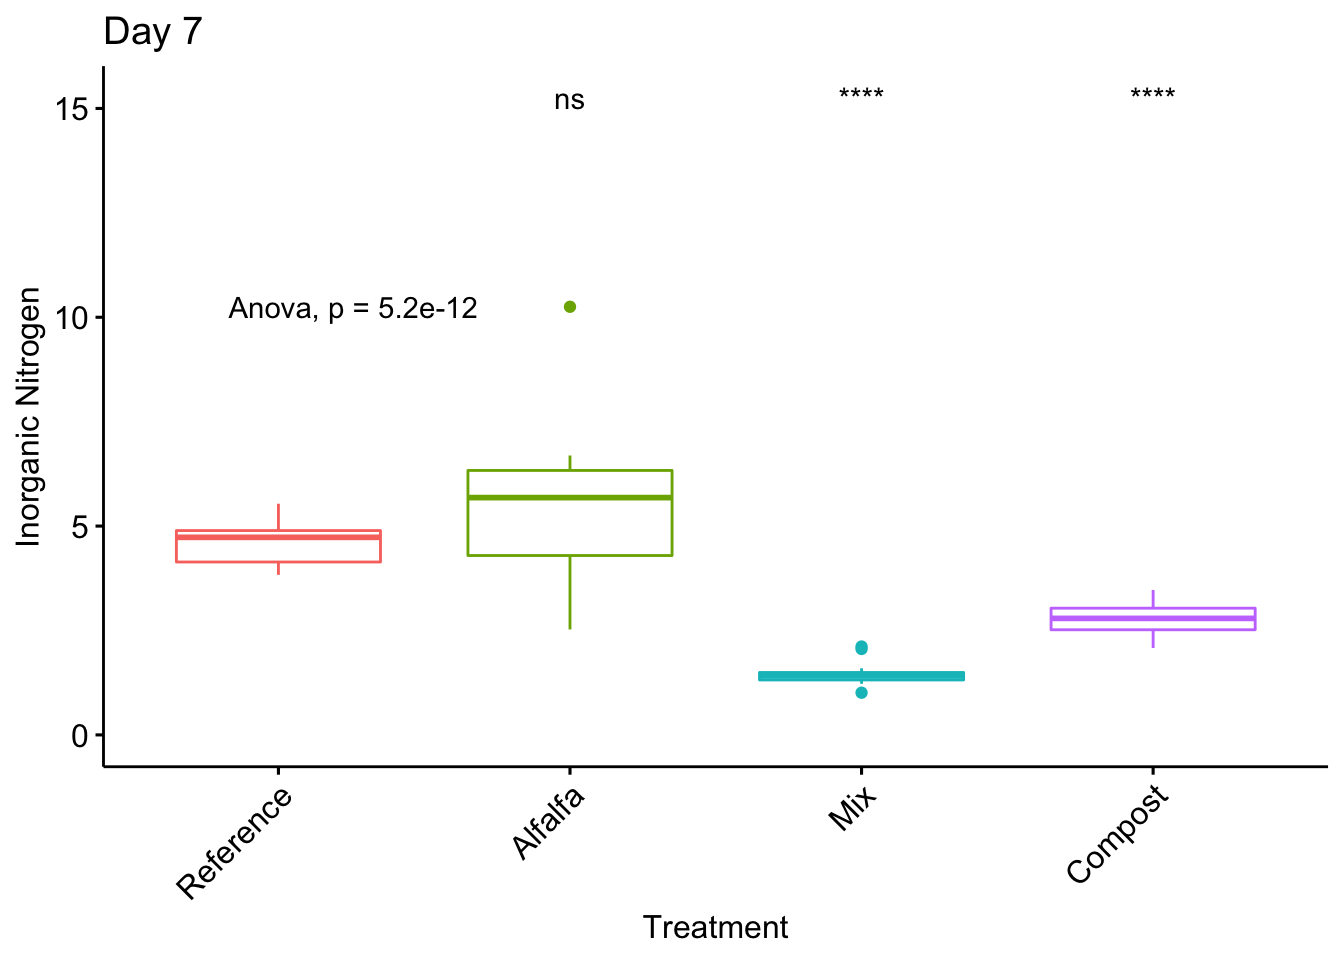 Day 7
ns **** ****
15
Anova, p = 5.2e-12
10
5
0
Inorganic Nitrogen
Reference Alfalfa Mix Compost
Treatment